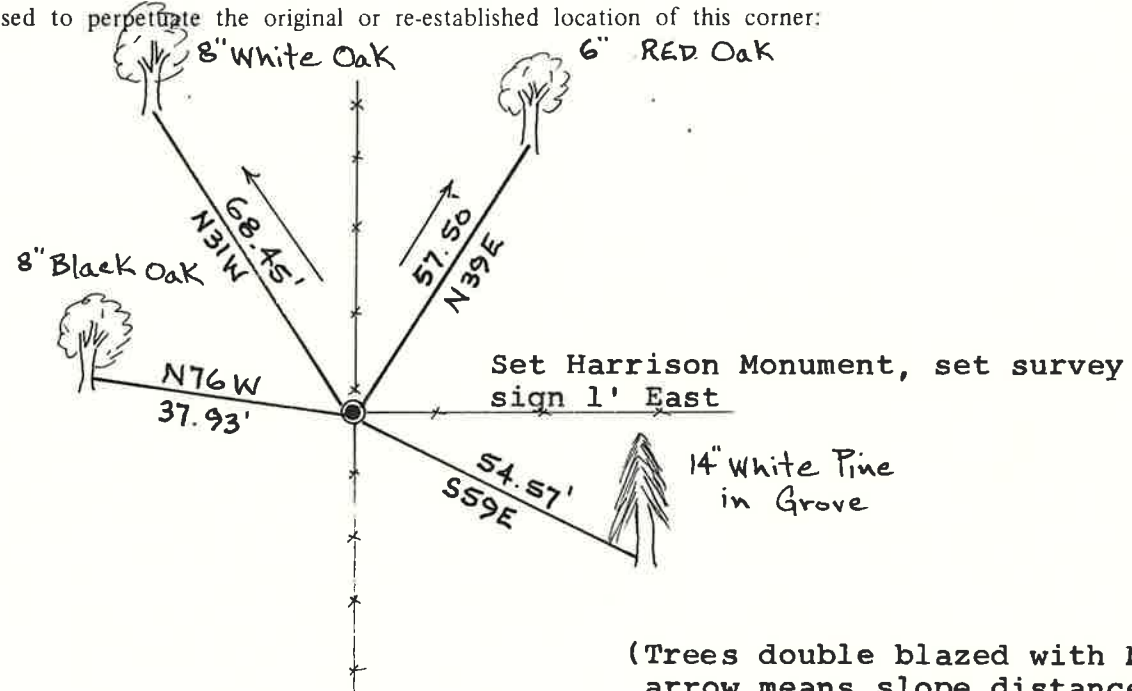 sed to perpetuate the original or re-established location of this corner:
8" White Oak
6" RED Oak
68.45'
N31W
57.50
N39E
8" Black Oak
N76W
37.93'
Set Harrison Monument, set survey
sign 1' East
54.57'
S59E
14" White Pine
in Grove
(Trees double blazed with
arrow means slope distance